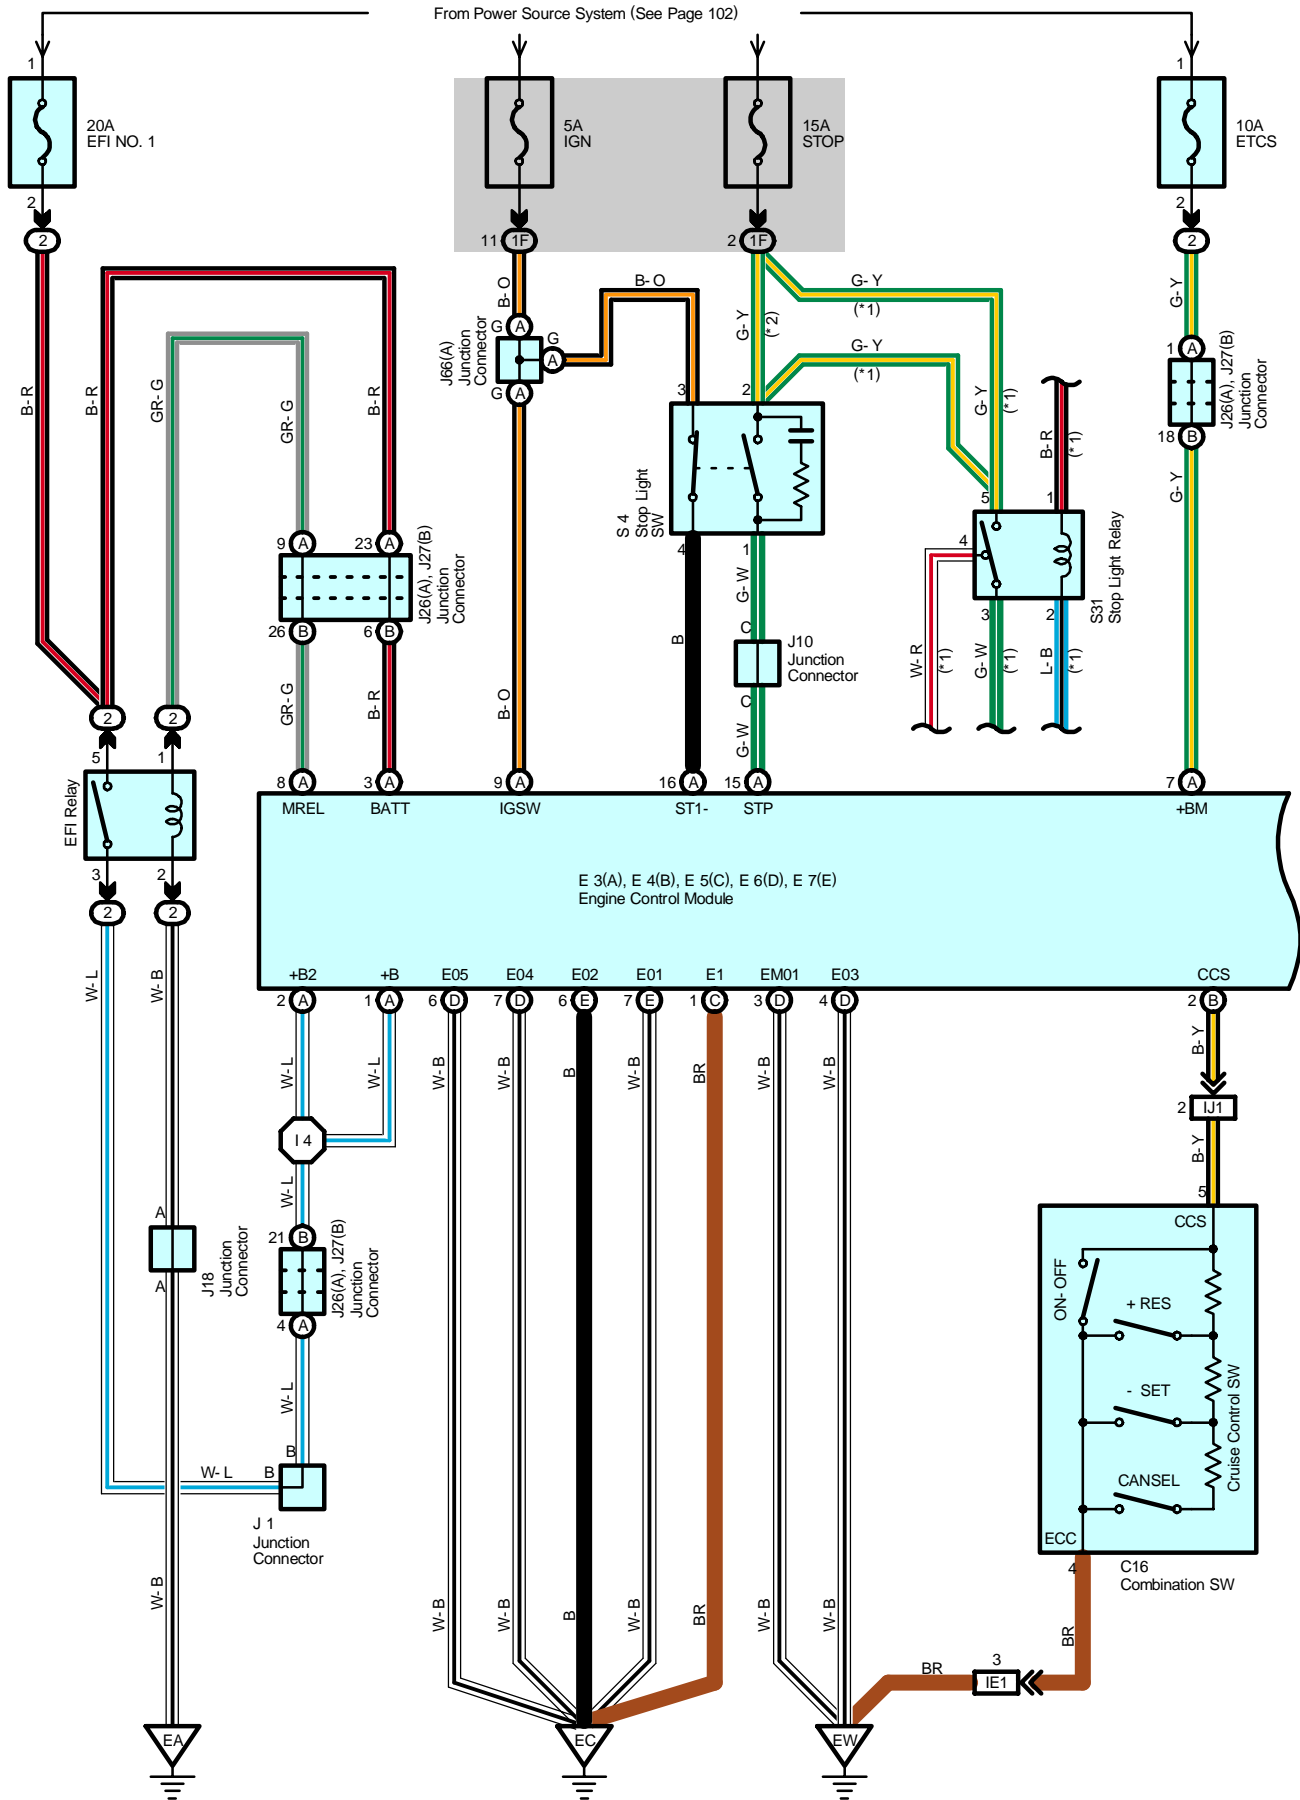 From Power Source System (See Page 102)
1
20A
EFI NO. 1
2
2
5A
IGN
11
1F
15A
STOP
2
1F
1
10A
ETCS
2
2
B- R
B- R
GR- G
GR- G
B- R
B- O
B- O
G- Y
(* 2)
G- Y
(* 1)
G- Y
(* 1)
G- Y
(* 1)
B- R
(* 1)
G- Y
G
A
G
A
G
A
J66(A)
Junction
Connector
1
A
18
B
J26(A), J27(B)
Junction
Connector
G- Y
3
2
S 4
Stop Light
SW
4
1
5
1
4
3
2
S31
Stop Light Relay
9
A
23
A
26
B
6
B
J26(A), J27(B)
Junction
Connector
GR- G
B- R
B- O
B
G- W
C
J10
Junction
Connector
C
G- W
W- R
(* 1)
G- W
(* 1)
L- B
(* 1)
2
2
5
1
EFI Relay
3
2
2
2
8
A
3
A
9
A
16
A
15
A
7
A
MREL
BATT
IGSW
ST1-
STP
+BM
E 3(A), E 4(B), E 5(C), E 6(D), E 7(E)
Engine Control Module
+B2
+B
E05
E04
E02
E01
E1
EM01
E03
CCS
2
A
1
A
6
D
7
D
6
E
7
E
1
C
3
D
4
D
2
B
W- L
W- B
W- L
W- L
W- B
W- B
B
W- B
BR
W- B
W- B
B- Y
2
IJ1
B- Y
I 4
W- L
21
B
4
A
J26(A), J27(B)
Junction
Connector
A
A
J18
Junction
Connector
W- L
B
W- L
B
J 1
Junction
Connector
5
CCS
ON- OFF
+ RES
- SET
CANSEL
Cruise Control SW
ECC
4
C16
Combination SW
W- B
W- B
W- B
B
W- B
BR
W- B
W- B
BR
BR
3
IE1
EA
EC
EW